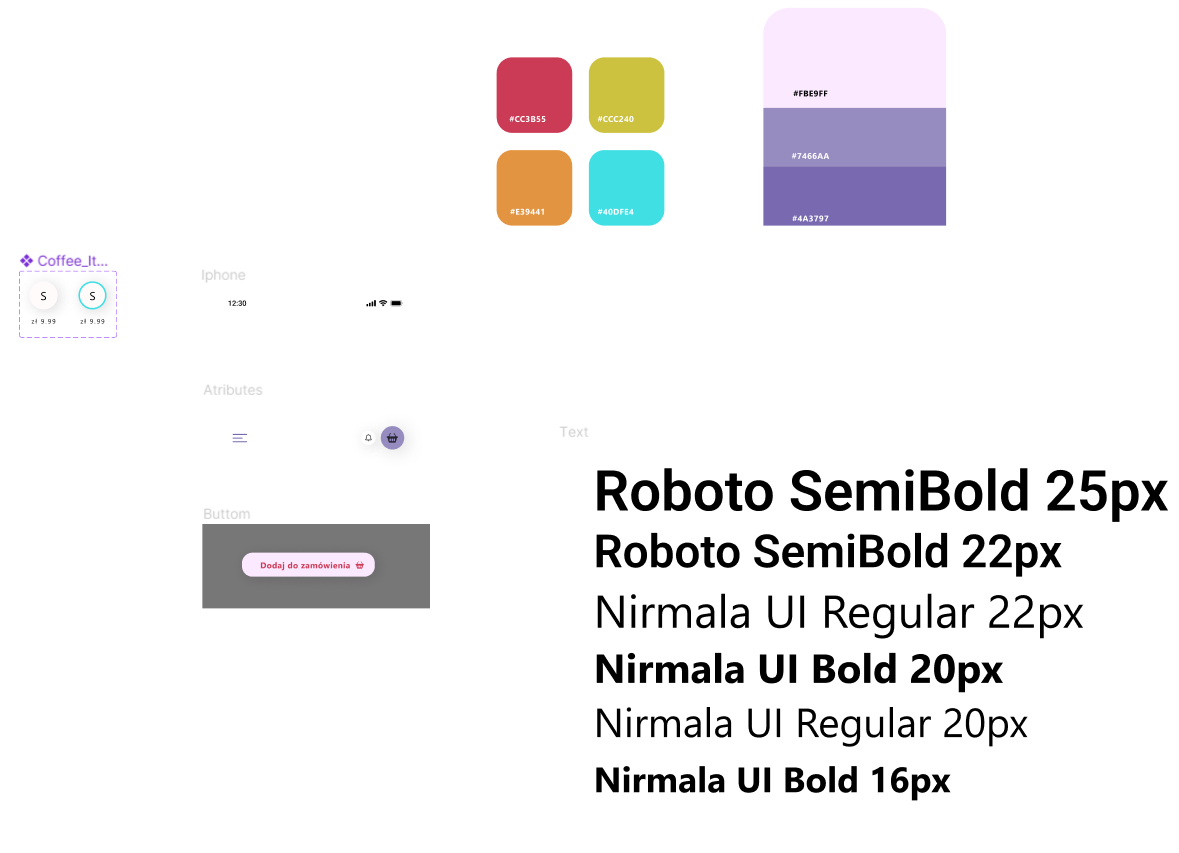 #FBE9FF
#CC3B55
#CCC240
#7466AA
#E39441
#40DFE4
#4A3797
Coffee_It...
S
S
zł 9.99
zł 9.99
Iphone
12:30
Atributes
Buttom
Dodaj do zamówienia
Text
Roboto SemiBold 25px
Roboto SemiBold 22px
Nirmala UI Regular 22px
Nirmala UI Bold 20px
Nirmala UI Regular 20px
Nirmala UI Bold 16px